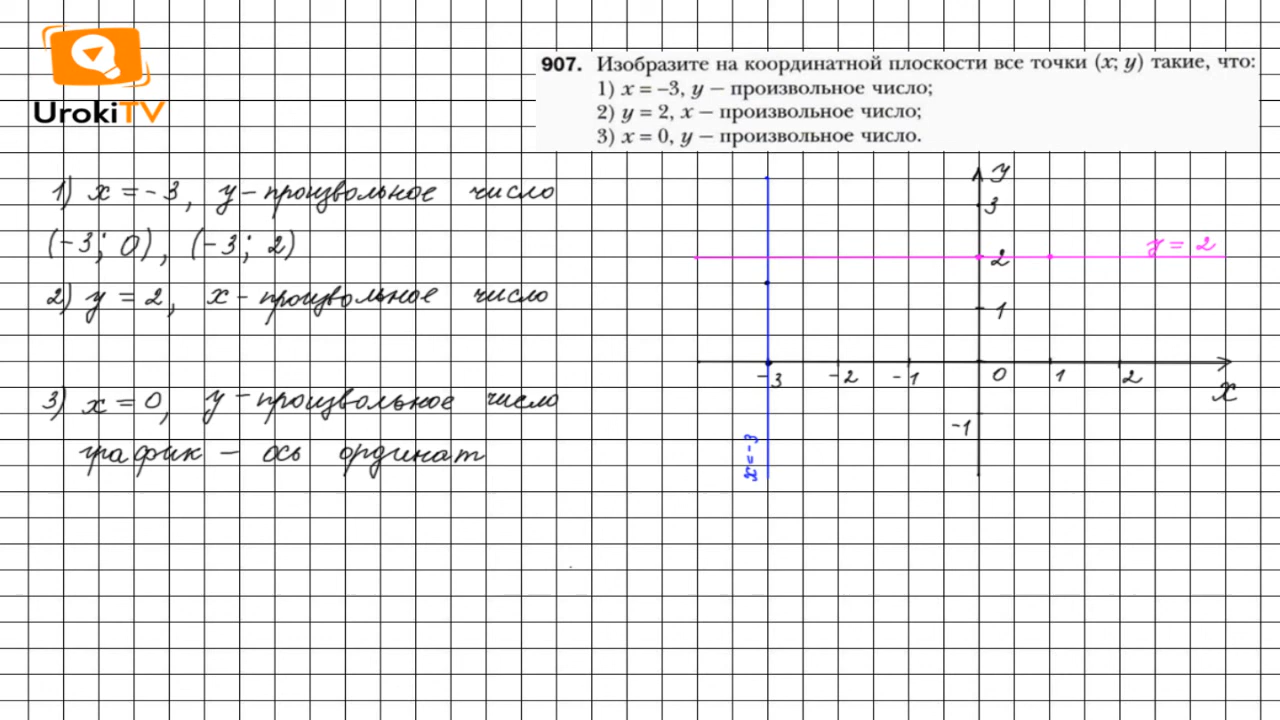 UrokiTV
907. Изобразите на координатной плоскости все точки (x; y) такие, что:
1) x = –3, y — произвольное число;
2) y = 2, x — произвольное число;
3) x = 0, y — произвольное число.
1) x = -3, y - произвольное число
(-3; 0), (-3; 2)
2) y = 2, x - произвольное число
3) x = 0, y - произвольное число
график - ось ординат
y
3
y = 2
2
1
-3 -2 -1 0 1 2
x
-1
x=-3